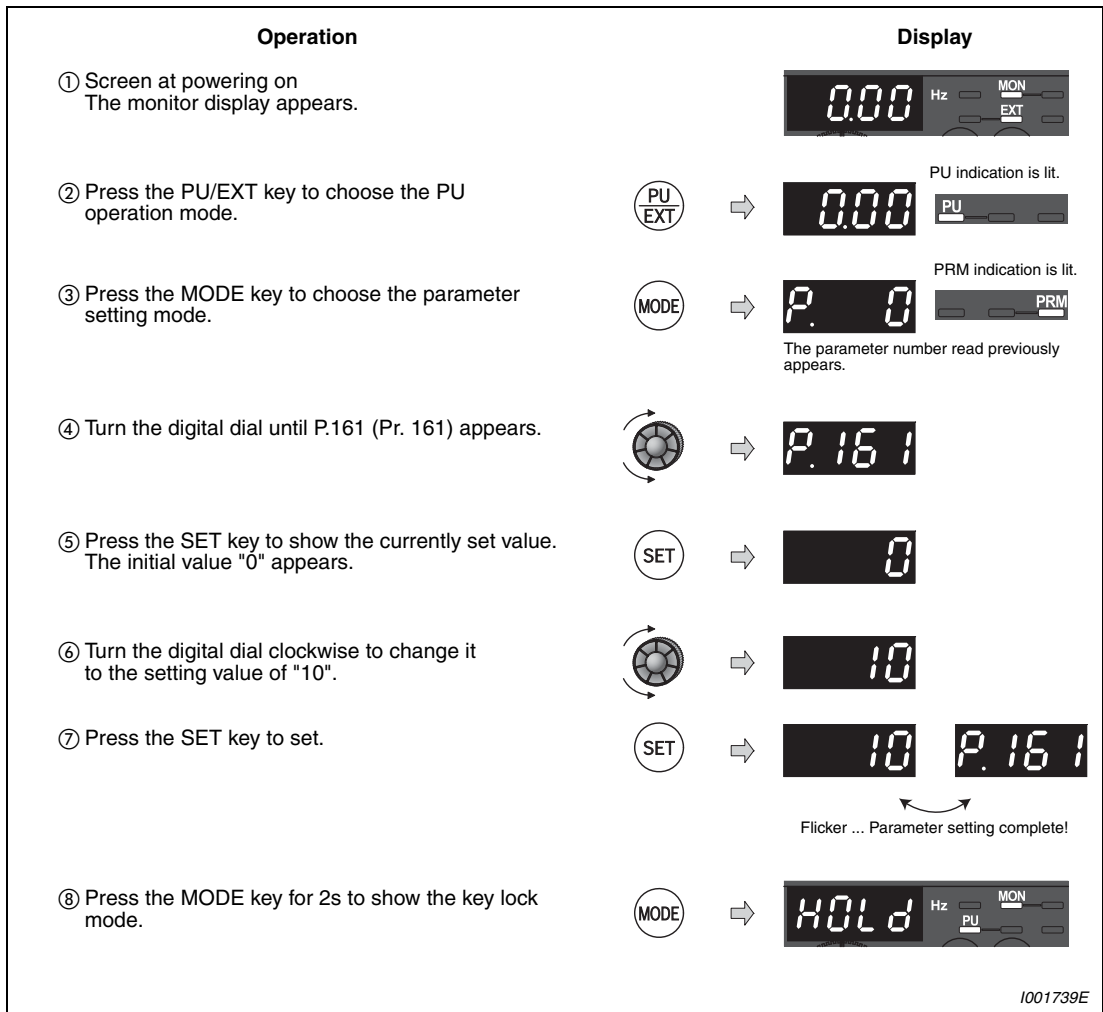 Operation
Display
① Screen at powering on
The monitor display appears.
0.00 Hz MON
EXT
② Press the PU/EXT key to choose the PU
operation mode.
PU
EXT
0.00
PU indication is lit.
PU
③ Press the MODE key to choose the parameter
setting mode.
MODE
P. 0
PRM indication is lit.
PRM
The parameter number read previously
appears.
④ Turn the digital dial until P.161 (Pr. 161) appears.
P.161
⑤ Press the SET key to show the currently set value.
The initial value "0" appears.
SET
0
⑥ Turn the digital dial clockwise to change it
to the setting value of "10".
10
⑦ Press the SET key to set.
SET
10
P.161
Flicker ... Parameter setting complete!
⑧ Press the MODE key for 2s to show the key lock
mode.
MODE
HOLd Hz MON
PU
I001739E